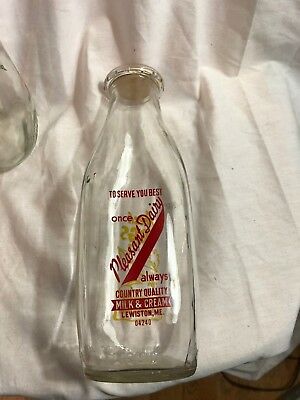 TO SERVE YOU BEST
once
Pleasant Dairy
always
COUNTRY QUALITY
MILK & CREAM
LEWISTON, ME.
04240